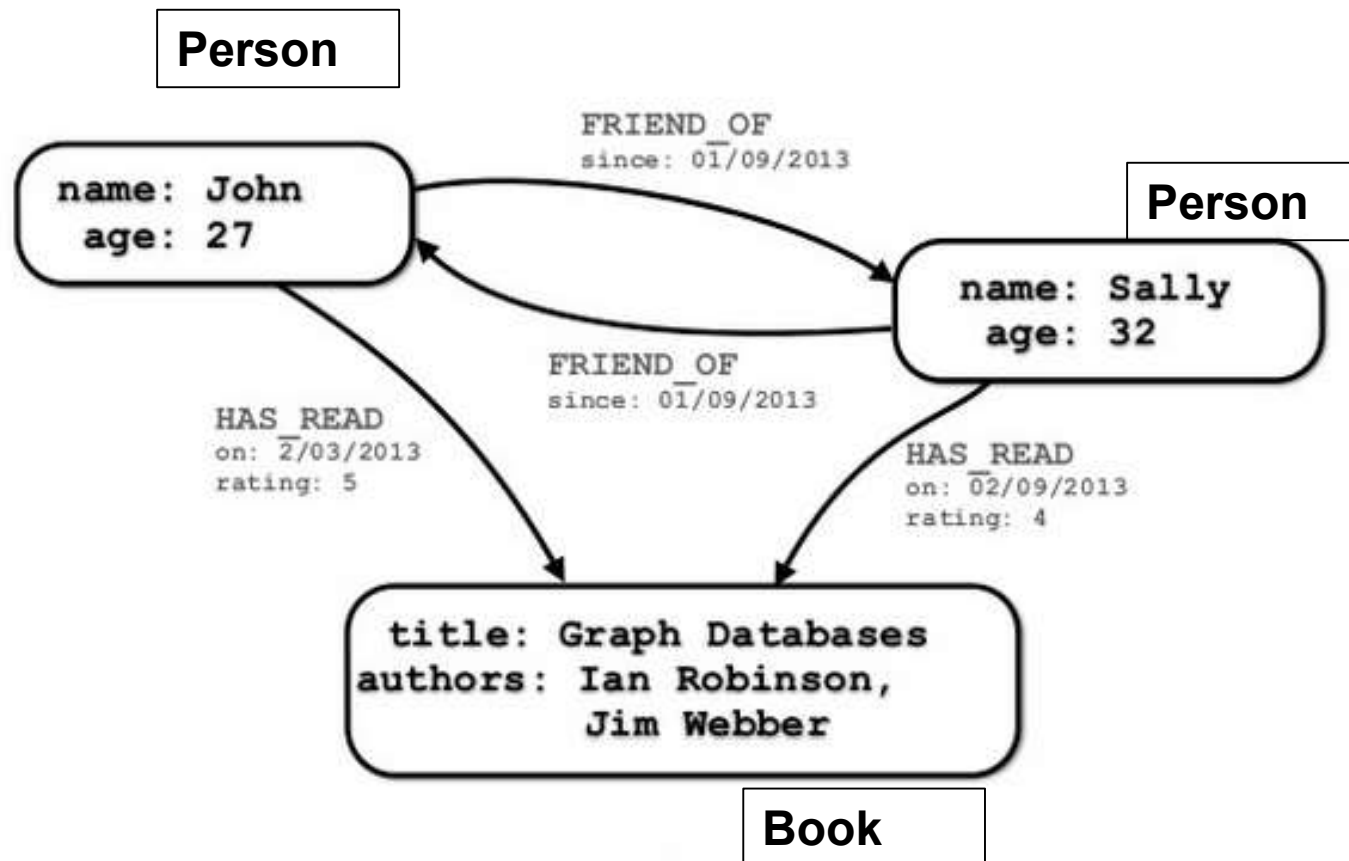 Person
FRIEND_OF
since: 01/09/2013
name: John
age: 27
Person
name: Sally
age: 32
FRIEND_OF
since: 01/09/2013
HAS_READ
on: 2/03/2013
rating: 5
HAS_READ
on: 02/09/2013
rating: 4
title: Graph Databases
authors: Ian Robinson,
Jim Webber
Book